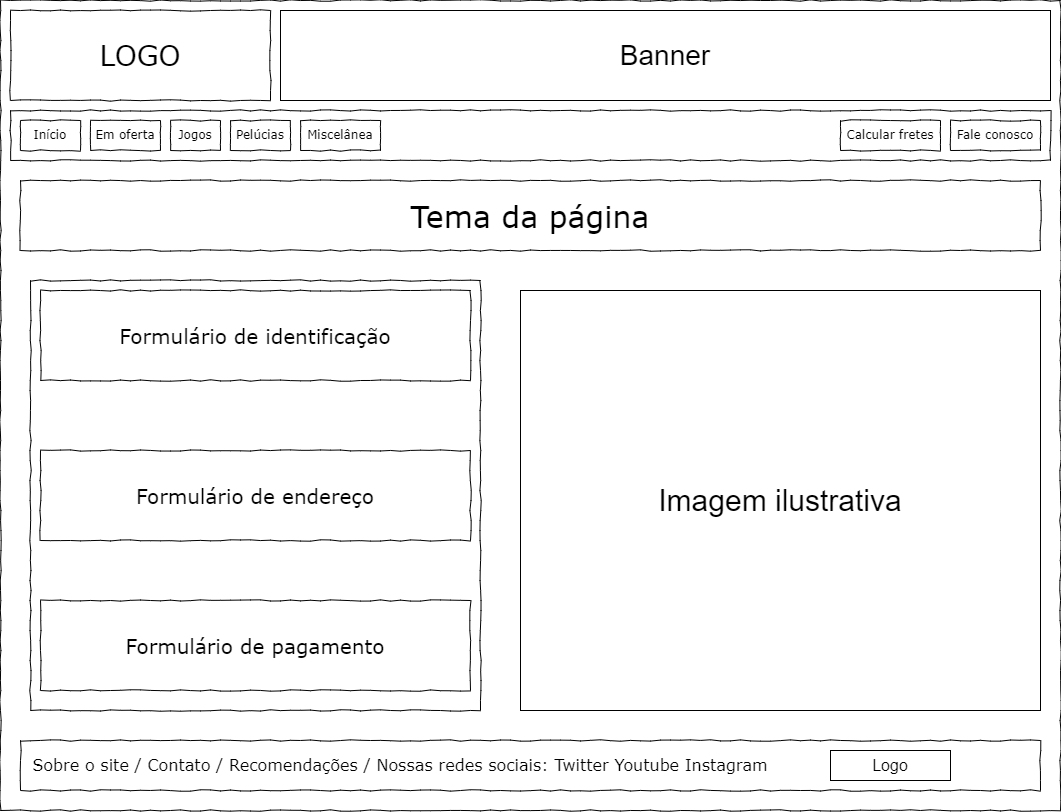 LOGO
Banner
Início
Em oferta
Jogos
Pelúcias
Miscelânea
Calcular fretes
Fale conosco
Tema da página
Formulário de identificação
Formulário de endereço
Formulário de pagamento
Imagem ilustrativa
Sobre o site / Contato / Recomendações / Nossas redes sociais: Twitter Youtube Instagram
Logo